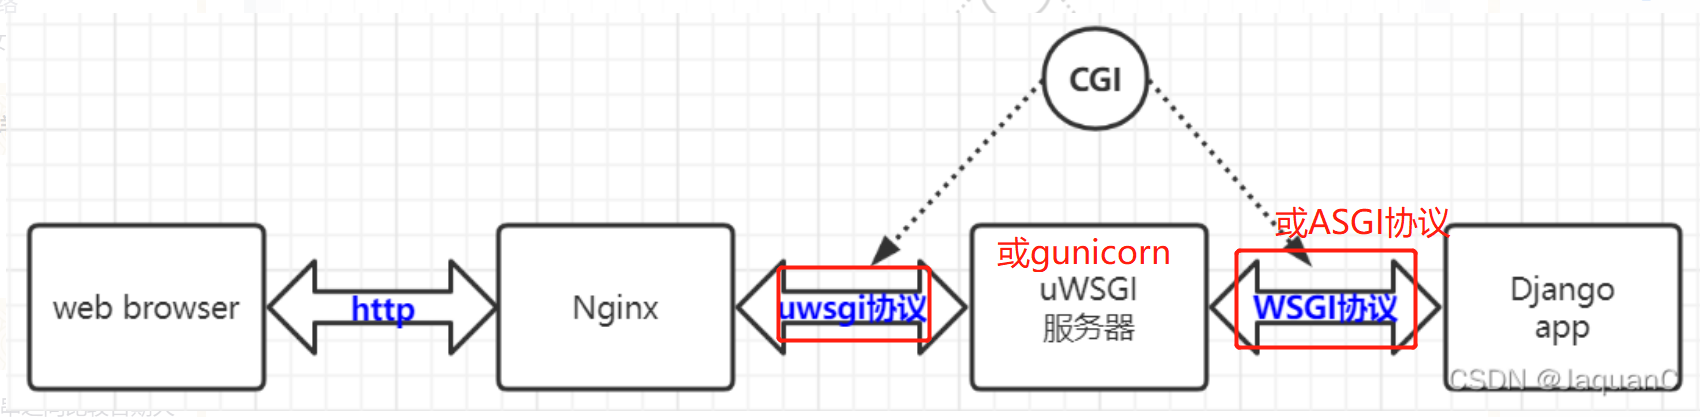 CGI
或ASGI协议
或gunicorn
web browser
http
Nginx
uwsgi协议
uWSGI
服务器
WSGI协议
Django
app
CSDN @JaquanC